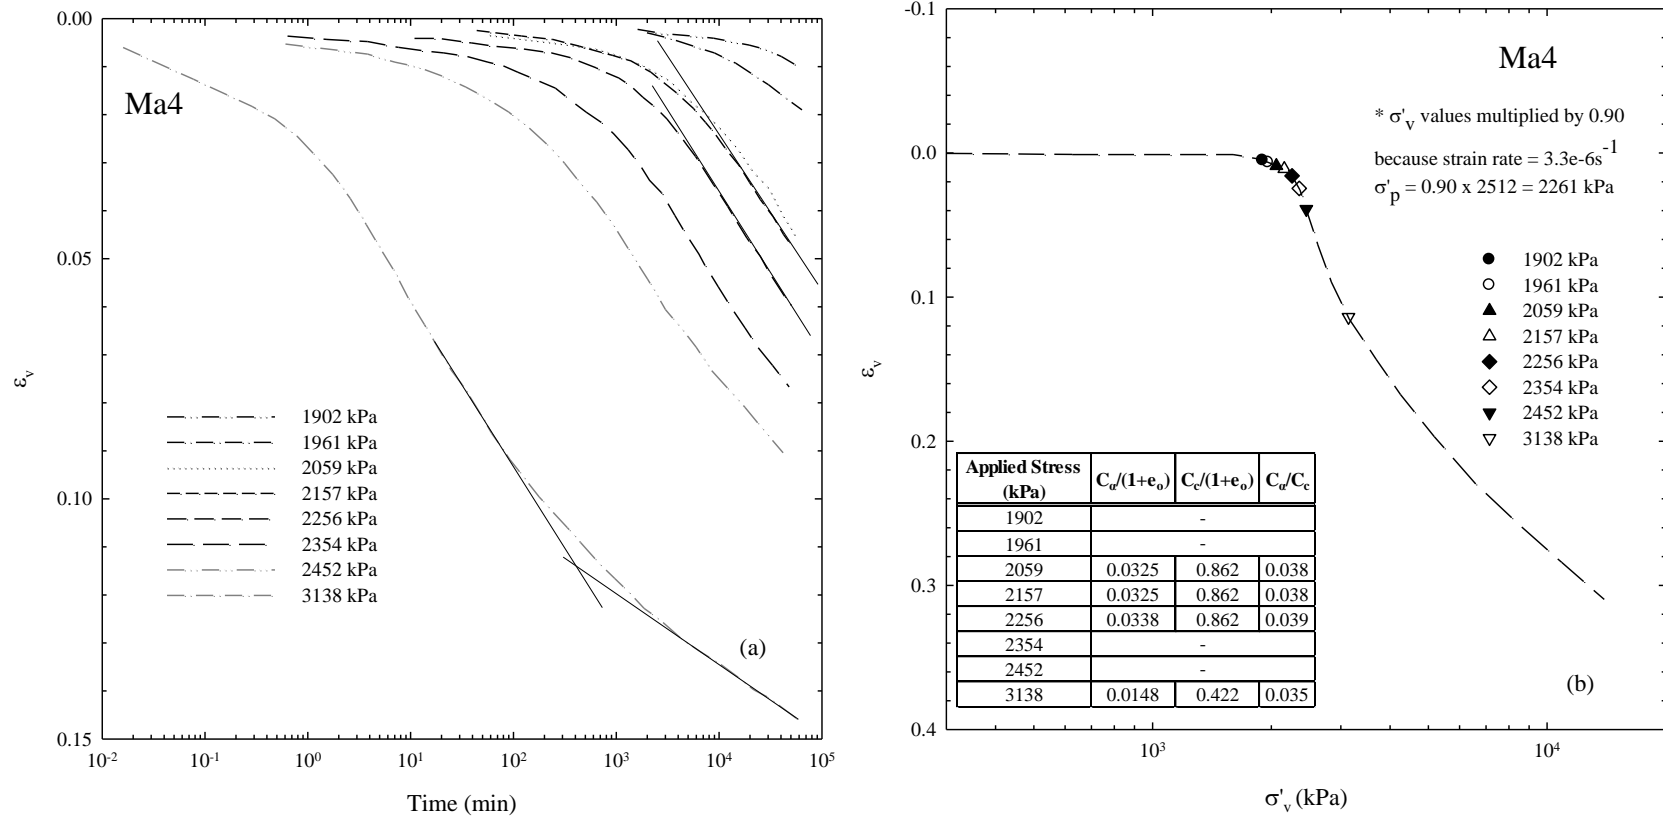 0.00
0.05
0.10
0.15
εv
Ma4
1902 kPa
1961 kPa
2059 kPa
2157 kPa
2256 kPa
2354 kPa
2452 kPa
3138 kPa
(a)
10-2 10-1 100 101 102 103 104 105
Time (min)
-0.1
0.0
0.1
0.2
0.3
0.4
εv
Ma4
* σ'v values multiplied by 0.90
because strain rate = 3.3e-6s-1
σ'p = 0.90 x 2512 = 2261 kPa
1902 kPa
1961 kPa
2059 kPa
2157 kPa
2256 kPa
2354 kPa
2452 kPa
3138 kPa
Applied Stress (kPa) Cα/(1+eo) Cc/(1+eo) Cα/Cc
1902 -
1961 -
2059 0.0325 0.862 0.038
2157 0.0325 0.862 0.038
2256 0.0338 0.862 0.039
2354 -
2452 -
3138 0.0148 0.422 0.035
(b)
103 104
σ'v (kPa)